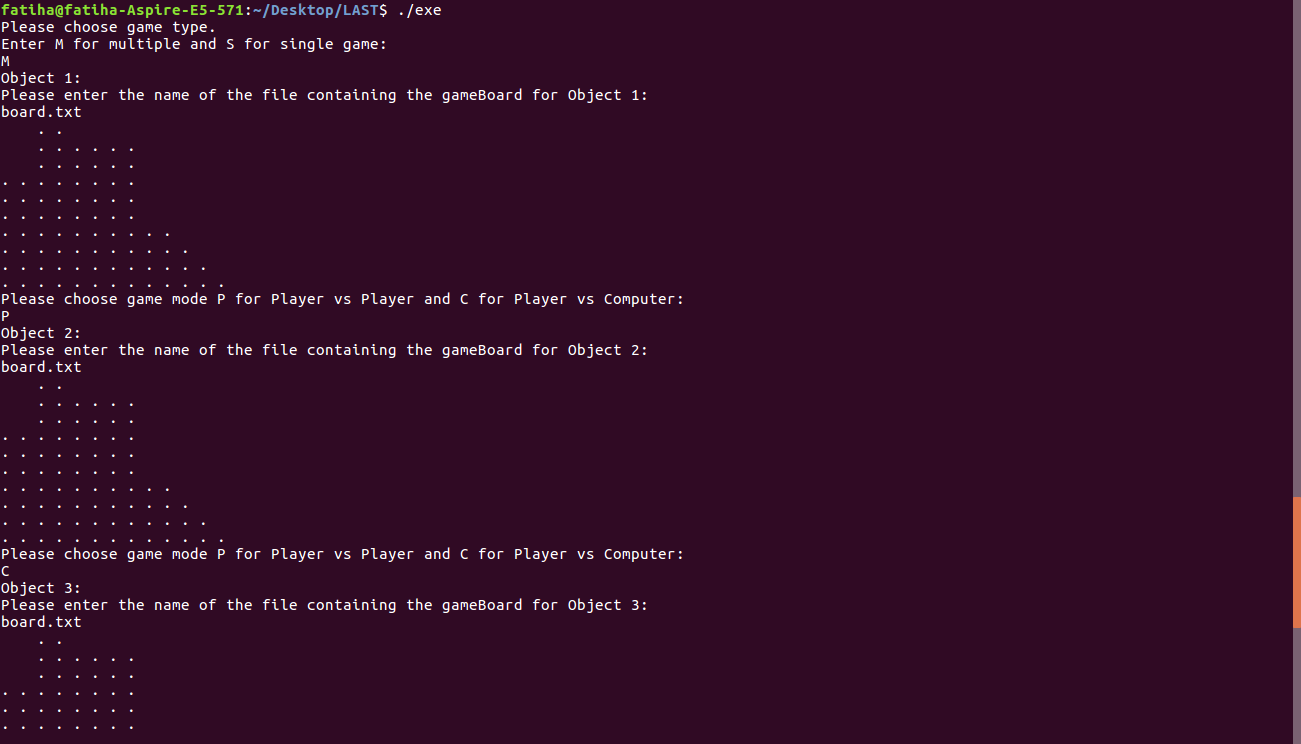 fatiha@fatiha-Aspire-E5-571:~/Desktop/LAST$ ./exe
Please choose game type.
Enter M for multiple and S for single game:
M
Object 1:
Please enter the name of the file containing the gameBoard for Object 1:
board.txt
    . .
    . . . . . .
    . . . . . .
. . . . . . . .
. . . . . . . .
. . . . . . . .
. . . . . . . . . .
. . . . . . . . . . .
. . . . . . . . . . . .
. . . . . . . . . . . . .
Please choose game mode P for Player vs Player and C for Player vs Computer:
P
Object 2:
Please enter the name of the file containing the gameBoard for Object 2:
board.txt
    . .
    . . . . . .
    . . . . . .
. . . . . . . .
. . . . . . . .
. . . . . . . .
. . . . . . . . . .
. . . . . . . . . . .
. . . . . . . . . . . .
. . . . . . . . . . . . .
Please choose game mode P for Player vs Player and C for Player vs Computer:
C
Object 3:
Please enter the name of the file containing the gameBoard for Object 3:
board.txt
    . .
    . . . . . .
    . . . . . .
. . . . . . . .
. . . . . . . .
. . . . . . . .